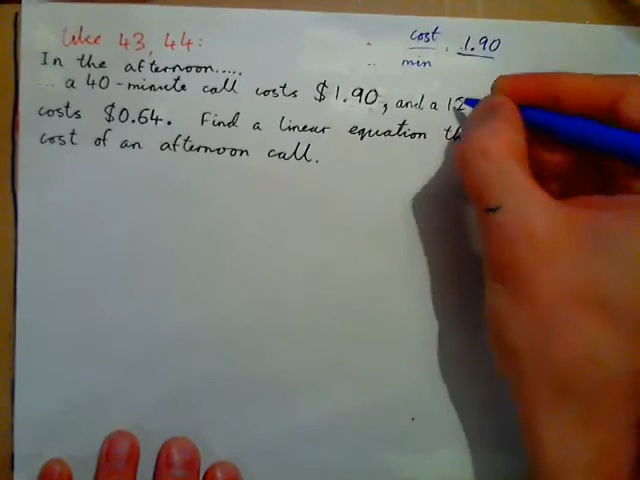 Like 43, 44:
cost : 1.90
min
In the afternoon.....
... a 40-minute call costs $1.90, and a 12
costs $0.64. Find a linear equation th
cost of an afternoon call.